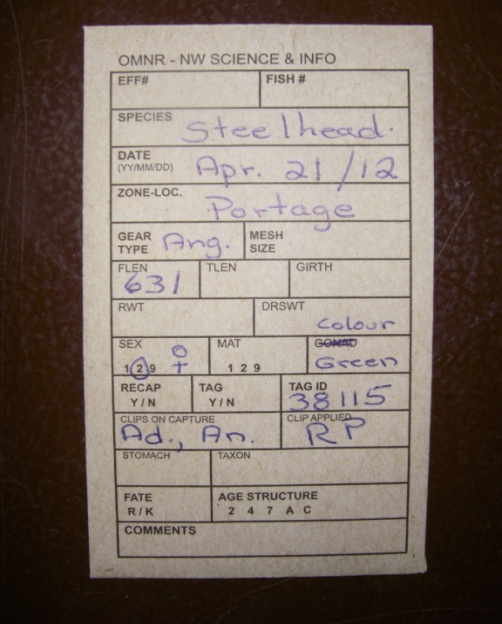 OMNR - NW SCIENCE & INFO
EFF# FISH #
SPECIES Steelhead.
DATE (YY/MM/DD) Apr. 21/12
ZONE-LOC. Portage
GEAR TYPE Ang. MESH SIZE
FLEN 631 TLEN GIRTH
RWT DRSWT
Colour
SEX 1 2 9 ♀ MAT 1 2 9 GONAD Green
RECAP Y / N TAG Y / N TAG ID 38115
CLIPS ON CAPTURE Ad., An. CLIP APPLIED RP
STOMACH TAXON
FATE R / K AGE STRUCTURE 2 4 7 A C
COMMENTS